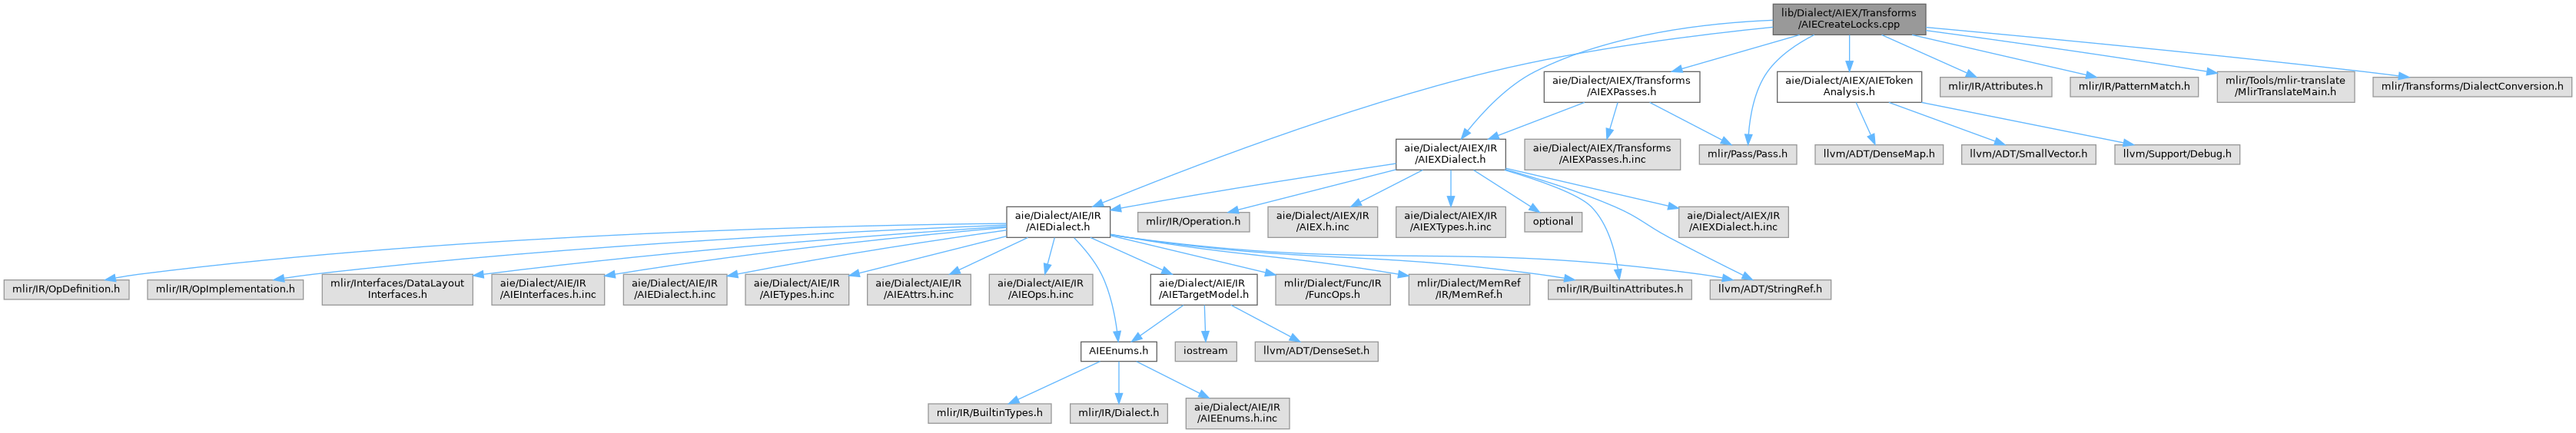 lib/Dialect/AIEX/Transforms
/AIECreateLocks.cpp
aie/Dialect/AIEX/Transforms
/AIEXPasses.h
aie/Dialect/AIEX/AIEToken
Analysis.h
mlir/IR/Attributes.h
mlir/IR/PatternMatch.h
mlir/Tools/mlir-translate
/MlirTranslateMain.h
mlir/Transforms/DialectConversion.h
aie/Dialect/AIEX/IR
/AIEXDialect.h
aie/Dialect/AIEX/Transforms
/AIEXPasses.h.inc
mlir/Pass/Pass.h
llvm/ADT/DenseMap.h
llvm/ADT/SmallVector.h
llvm/Support/Debug.h
aie/Dialect/AIE/IR
/AIEDialect.h
mlir/IR/Operation.h
aie/Dialect/AIEX/IR
/AIEX.h.inc
aie/Dialect/AIEX/IR
/AIEXTypes.h.inc
optional
aie/Dialect/AIEX/IR
/AIEXDialect.h.inc
mlir/IR/OpDefinition.h
mlir/IR/OpImplementation.h
mlir/Interfaces/DataLayout
Interfaces.h
aie/Dialect/AIE/IR
/AIEInterfaces.h.inc
aie/Dialect/AIE/IR
/AIEDialect.h.inc
aie/Dialect/AIE/IR
/AIETypes.h.inc
aie/Dialect/AIE/IR
/AIEAttrs.h.inc
aie/Dialect/AIE/IR
/AIEOps.h.inc
aie/Dialect/AIE/IR
/AIETargetModel.h
mlir/Dialect/Func/IR
/FuncOps.h
mlir/Dialect/MemRef
/IR/MemRef.h
mlir/IR/BuiltinAttributes.h
llvm/ADT/StringRef.h
AIEEnums.h
iostream
llvm/ADT/DenseSet.h
mlir/IR/BuiltinTypes.h
mlir/IR/Dialect.h
aie/Dialect/AIE/IR
/AIEEnums.h.inc